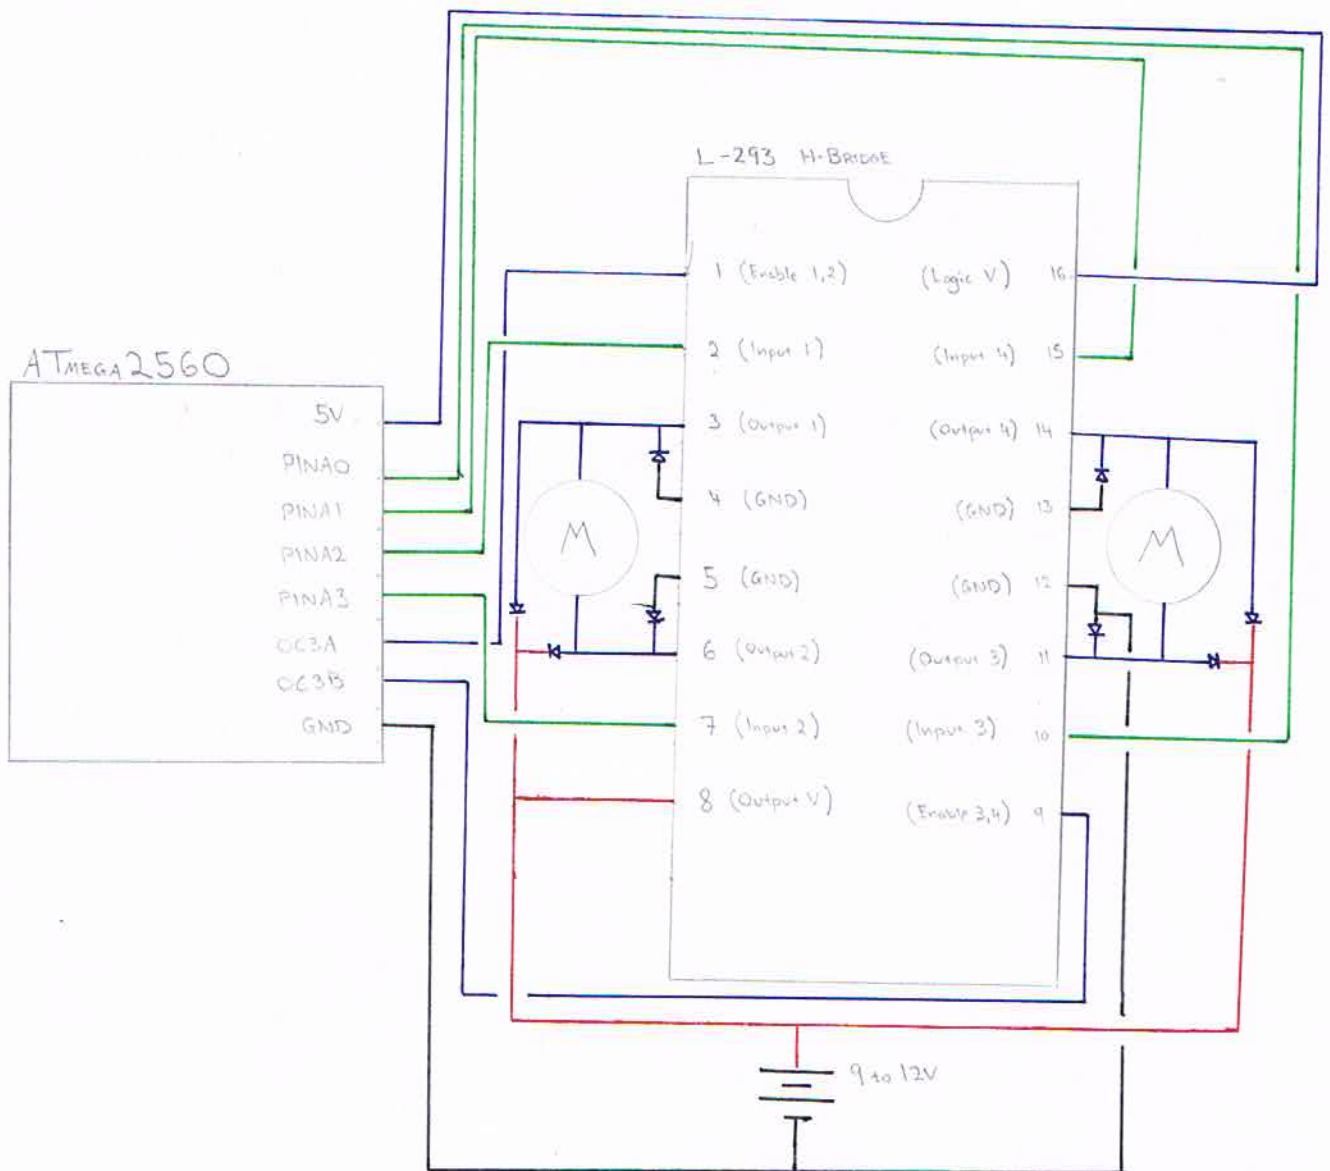 L-293 H-BRIDGE
1 (Enable 1,2)
(Logic V) 16
2 (Input 1)
(Input 4) 15
ATMEGA2560
5V
3 (Output 1)
(Output 4) 14
PINA0
4 (GND)
(GND) 13
PINA1
M
M
PINA2
5 (GND)
(GND) 12
PINA3
OC3A
6 (Output 2)
(Output 3) 11
OC3B
GND
7 (Input 2)
(Input 3) 10
8 (Output V)
(Enable 3,4) 9
9 to 12V